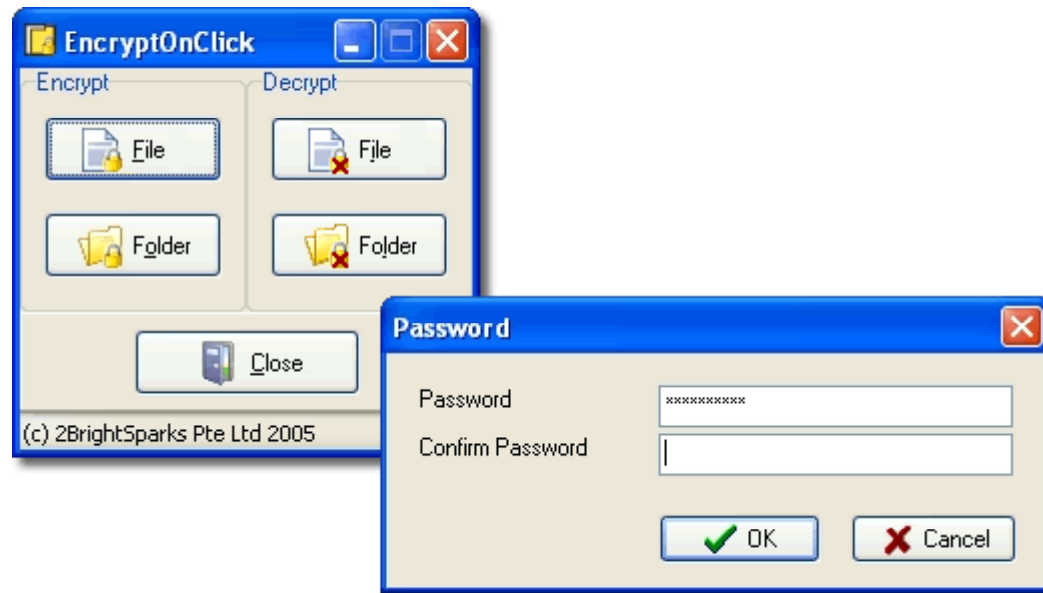 EncryptOnClick
Encrypt
Decrypt
File
File
Folder
Folder
Close
(c) 2BrightSparks Pte Ltd 2005
Password
Password
**********
Confirm Password
OK
Cancel